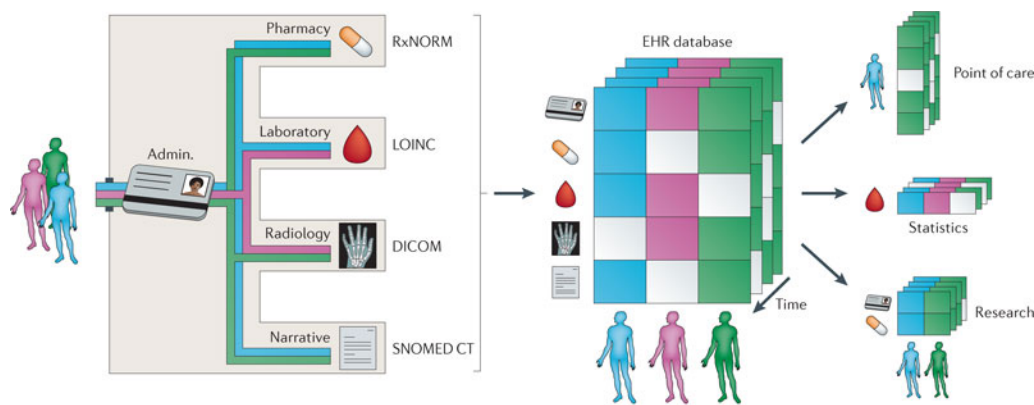 Pharmacy
RxNORM
Laboratory
LOINC
Admin.
Radiology
DICOM
Narrative
SNOMED CT
EHR database
Time
Point of care
Statistics
Research